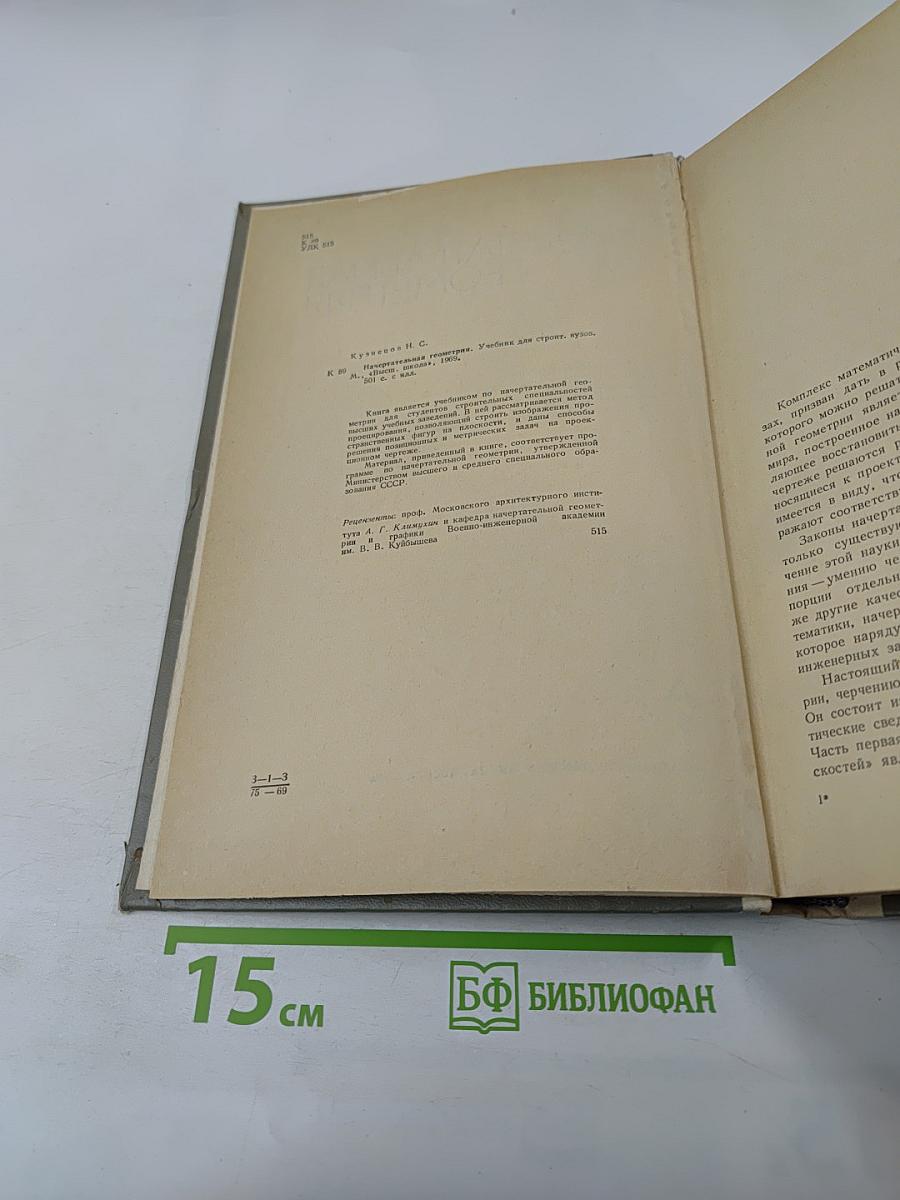 515
К 89
УДК 515
Кузнецов Н. С.
К 89 Начертательная геометрия. Учебник для строит. вузов.
М., «Высш. школа», 1969.
501 с. с илл.
Книга является учебником по начертательной гео-
метрии для студентов строительных специальностей
высших учебных заведений. В ней рассматривается метод
проецирования, позволяющий строить изображения про-
странственных фигур на плоскости, и даны способы
решения позиционных и метрических задач на проек-
ционном чертеже.
Материал, приведенный в книге, соответствует про-
грамме по начертательной геометрии, утвержденной
Министерством высшего и среднего специального обра-
зования СССР.
Рецензенты: проф. Московского архитектурного инсти-
тута А. Г. Климухин и кафедра начертательной геомет-
рии и графики Военно-инженерной академии
им. В. В. Куйбышева 515
3—1—3
75 — 69
Комплекс математич
зах, призван дать в р
которого можно решат
ной геометрии являет
мира, построенное на
ляющее восстановить
чертеже решаются р
носящиеся к проект
имеется в виду, что
ражают соответств
Законы начерта
только существую
чение этой науки
ния — умению че
порции отдельн
же другие качес
тематики, начер
которое наряду
инженерных за
Настоящий
рии, черчению
Он состоит и
тические свед
Часть первая
скостей» явл
1*
15 см
БФ БИБЛИОФАН